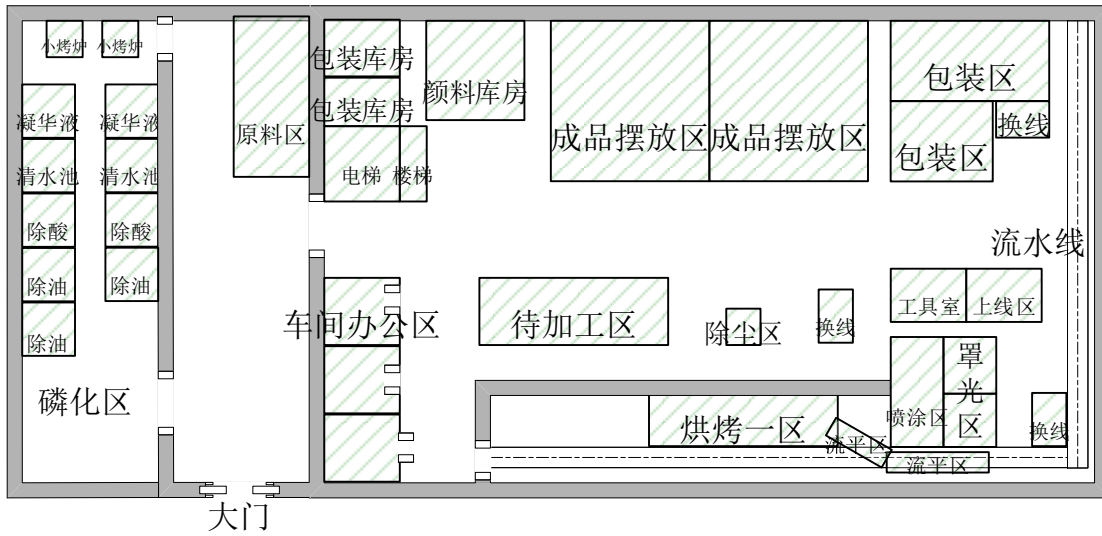 小烤炉
小烤炉
凝华液
凝华液
清水池
清水池
除酸
除酸
除油
除油
除油
磷化区
原料区
大门
包装库房
包装库房
电梯
楼梯
颜料库房
成品摆放区
成品摆放区
包装区
换线
包装区
流水线
车间办公区
待加工区
除尘区
换线
工具室
上线区
罩
光
区
喷涂区
换线
烘烤一区
流平区
流平区